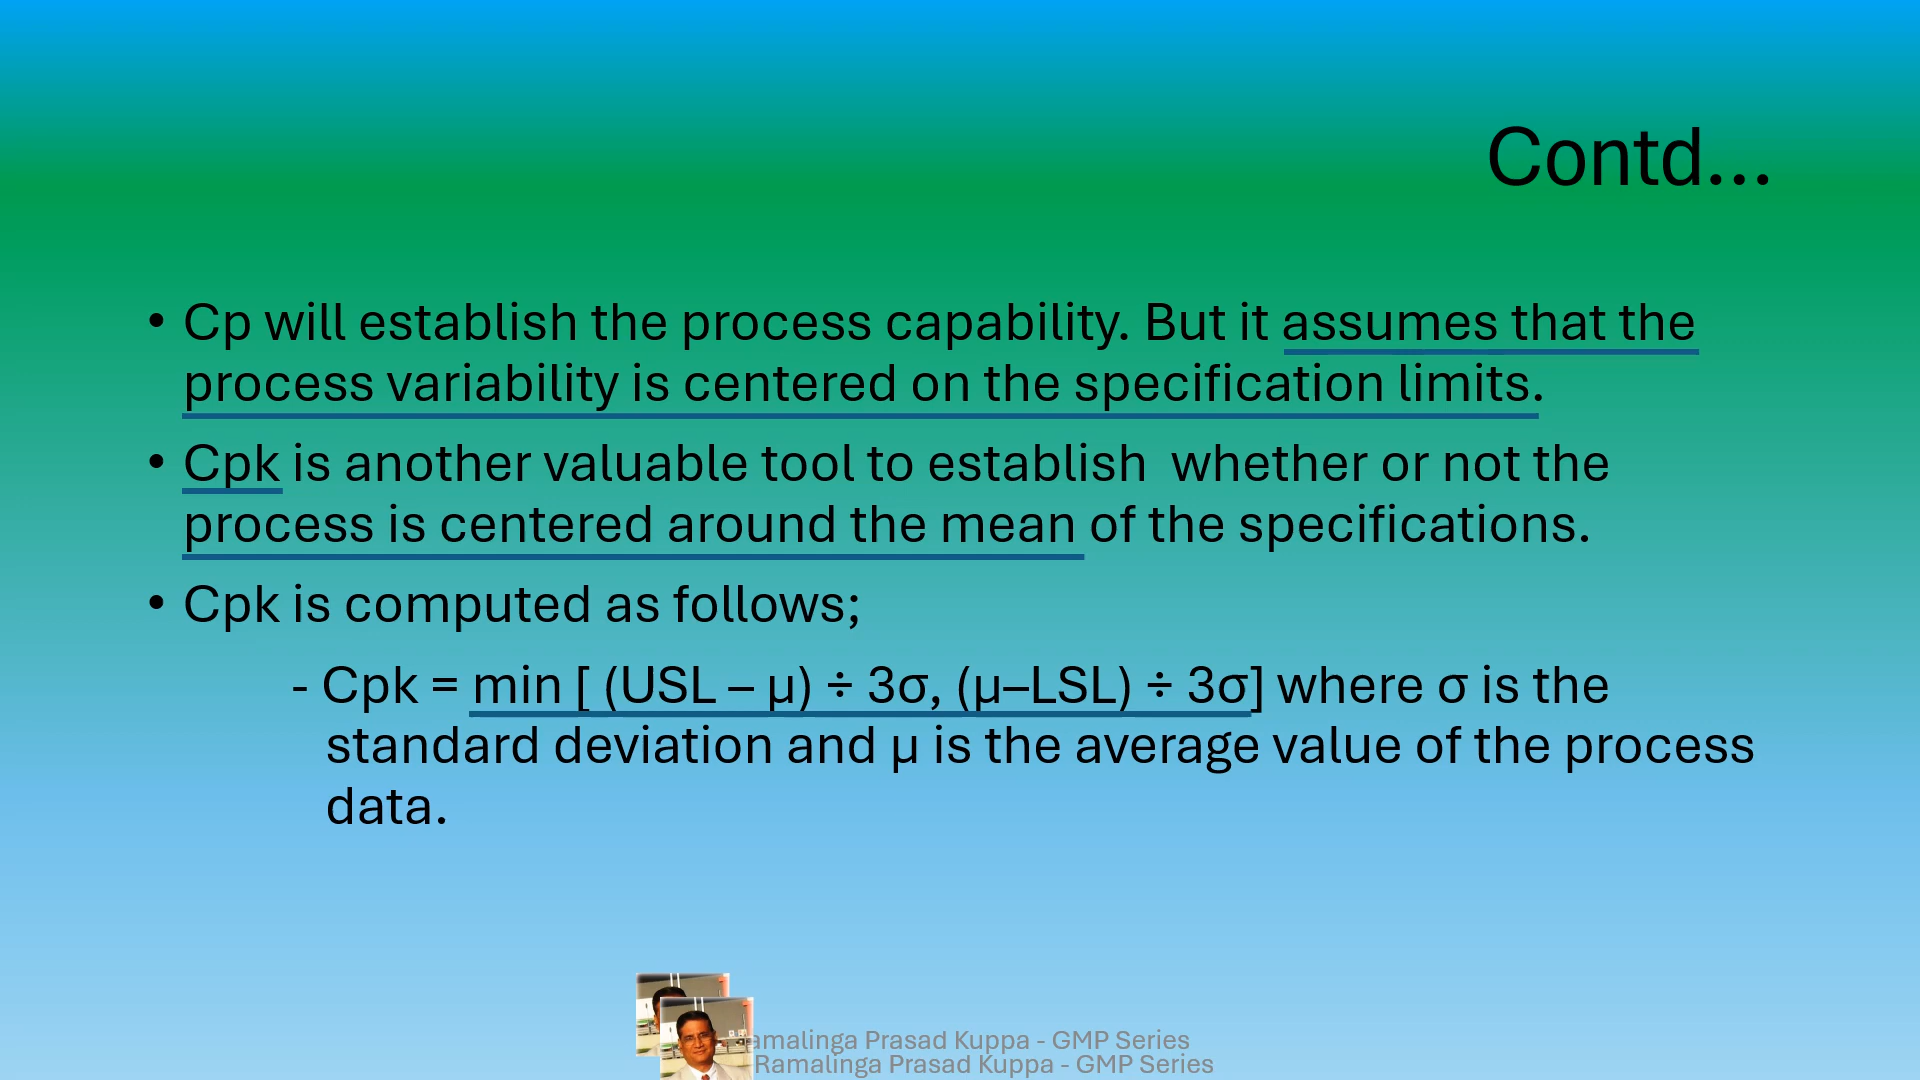 Contd...
• Cp will establish the process capability. But it assumes that the
process variability is centered on the specification limits.
• Cpk is another valuable tool to establish  whether or not the
process is centered around the mean of the specifications.
• Cpk is computed as follows;
- Cpk = min [ (USL – µ) ÷ 3σ, (µ–LSL) ÷ 3σ] where σ is the
standard deviation and µ is the average value of the process
data.
Prasad Kuppa - GMP Series
Ramalinga Prasad Kuppa - GMP Series